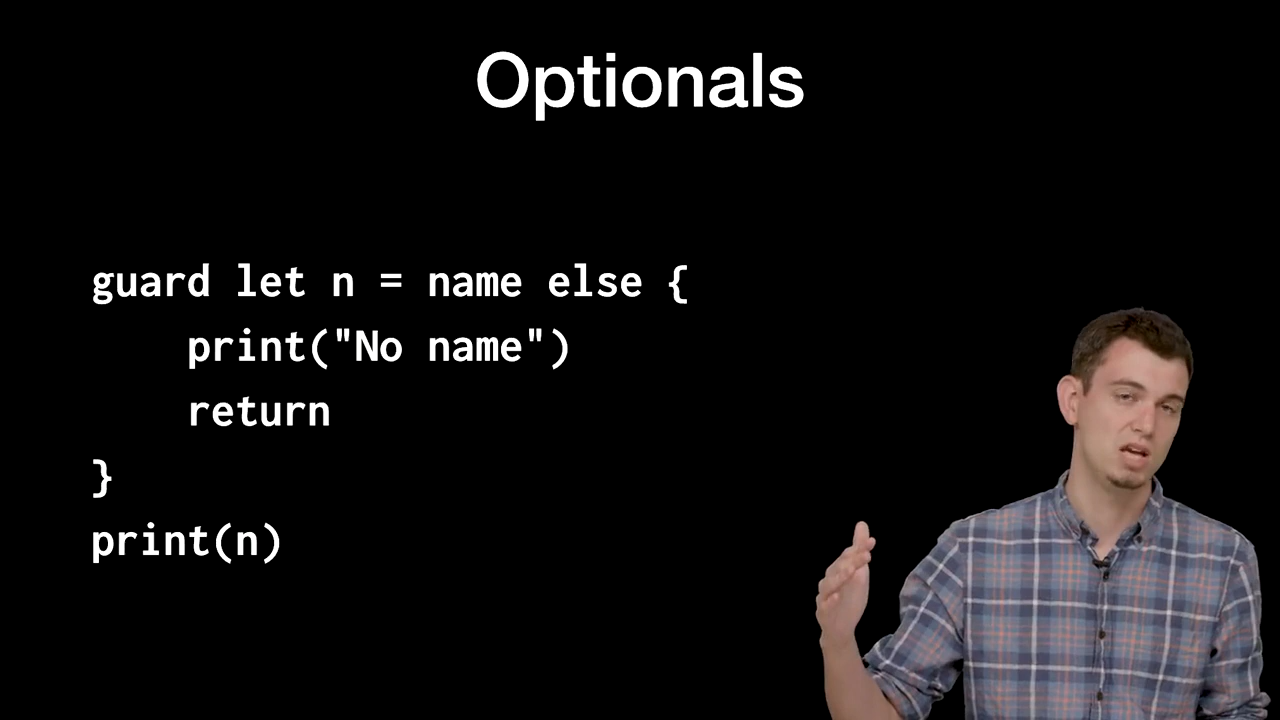 Optionals
guard let n = name else {
    print("No name")
    return
}
print(n)